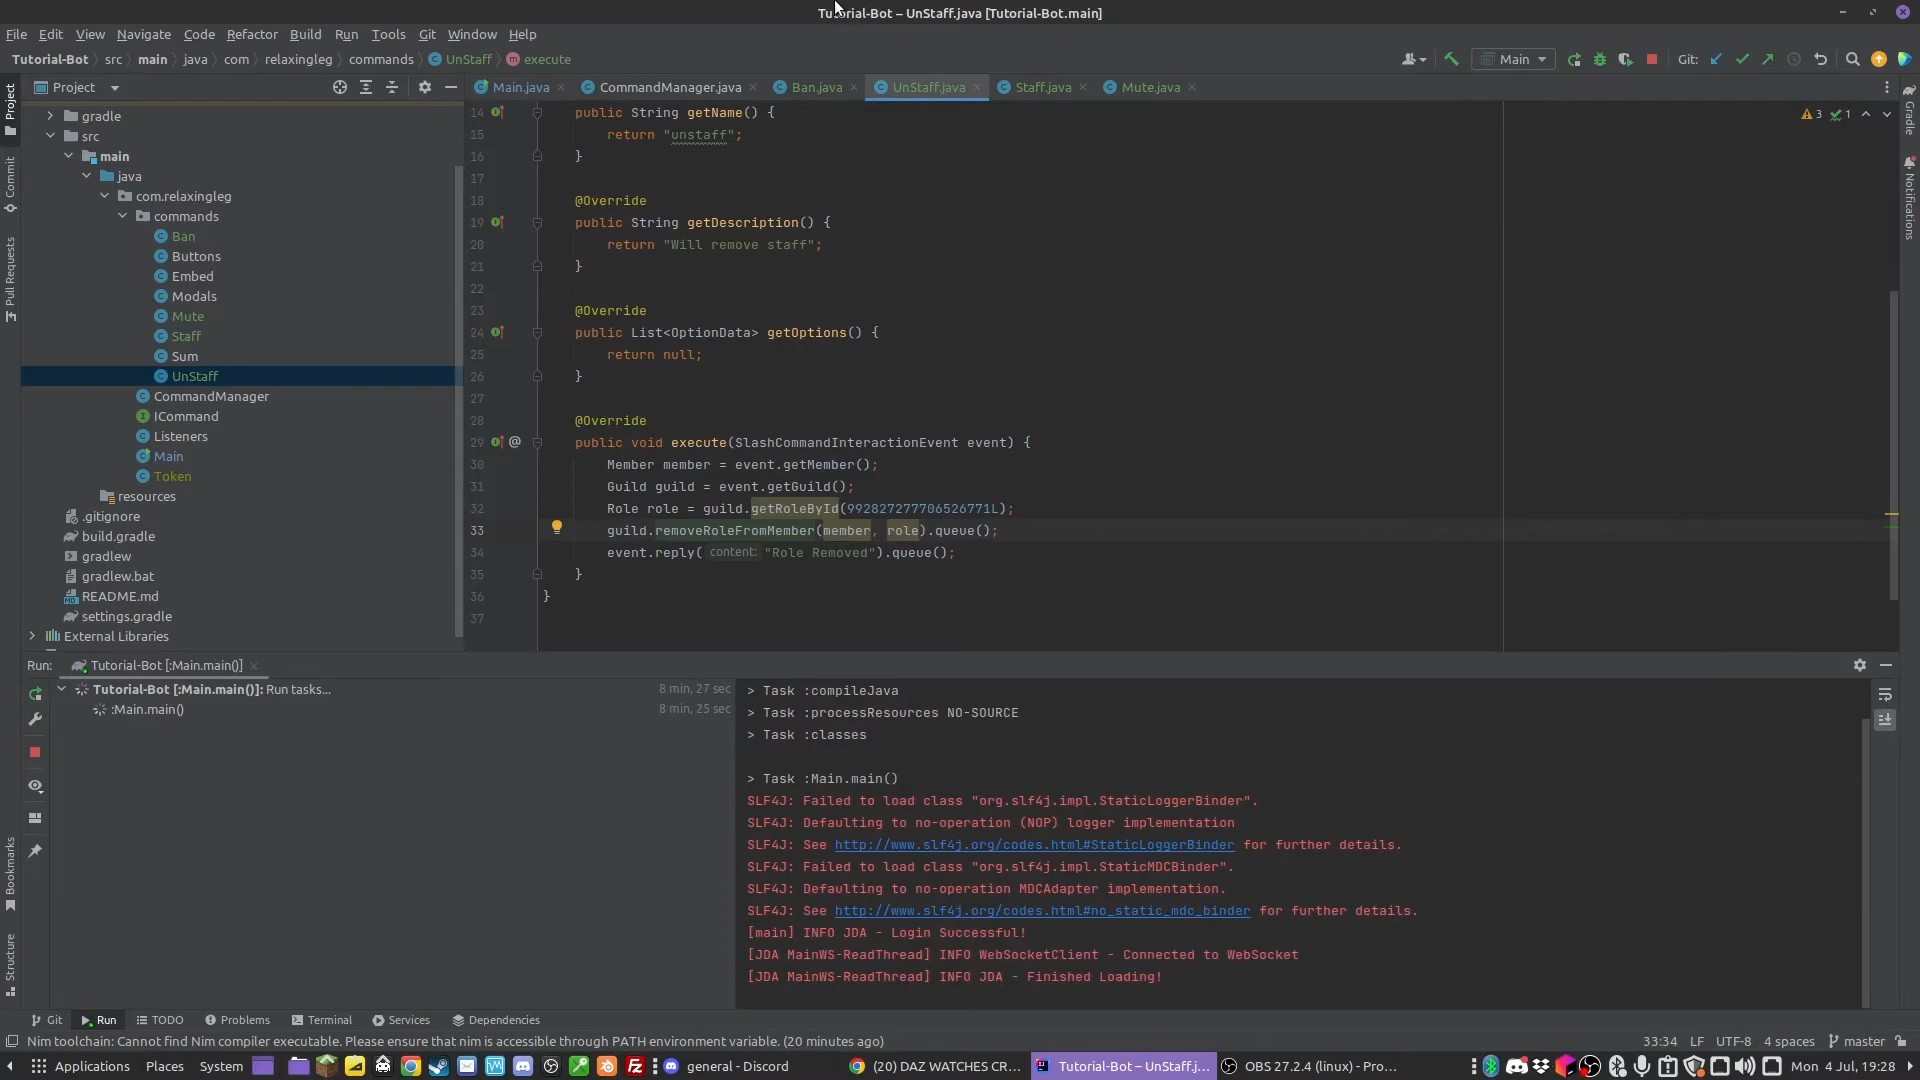 Tutorial-Bot – UnStaff.java [Tutorial-Bot.main]
File Edit View Navigate Code Refactor Build Run Tools Git Window Help
Tutorial-Bot src main java com relaxingleg commands UnStaff execute Main Git:
Project
Main.java CommandManager.java Ban.java UnStaff.java Staff.java Mute.java
gradle
src
main
java
com.relaxingleg
commands
Ban
Buttons
Embed
Modals
Mute
Staff
Sum
UnStaff
CommandManager
ICommand
Listeners
Main
Token
resources
.gitignore
build.gradle
gradlew
gradlew.bat
README.md
settings.gradle
External Libraries
3 1
14 public String getName() {
15 return "unstaff";
16 }
17
18 @Override
19 public String getDescription() {
20 return "Will remove staff";
21 }
22
23 @Override
24 public List<OptionData> getOptions() {
25 return null;
26 }
27
28 @Override
29 @ public void execute(SlashCommandInteractionEvent event) {
30 Member member = event.getMember();
31 Guild guild = event.getGuild();
32 Role role = guild.getRoleById(992827277706526771L);
33 guild.removeRoleFromMember(member, role).queue();
34 event.reply( content: "Role Removed").queue();
35 }
36 }
37
Project
Commit
Pull Requests
Bookmarks
Structure
Gradle
Notifications
Run: Tutorial-Bot [:Main.main()]
Tutorial-Bot [:Main.main()]: Run tasks... 8 min, 27 sec
:Main.main() 8 min, 25 sec
> Task :compileJava
> Task :processResources NO-SOURCE
> Task :classes
> Task :Main.main()
SLF4J: Failed to load class "org.slf4j.impl.StaticLoggerBinder".
SLF4J: Defaulting to no-operation (NOP) logger implementation
SLF4J: See http://www.slf4j.org/codes.html#StaticLoggerBinder for further details.
SLF4J: Failed to load class "org.slf4j.impl.StaticMDCBinder".
SLF4J: Defaulting to no-operation MDCAdapter implementation.
SLF4J: See http://www.slf4j.org/codes.html#no_static_mdc_binder for further details.
[main] INFO JDA - Login Successful!
[JDA MainWS-ReadThread] INFO WebSocketClient - Connected to WebSocket
[JDA MainWS-ReadThread] INFO JDA - Finished Loading!
Git Run TODO Problems Terminal Services Dependencies
Nim toolchain: Cannot find Nim compiler executable. Please ensure that nim is accessible through PATH environment variable. (20 minutes ago) 33:34 LF UTF-8 4 spaces master
Applications Places System general - Discord (20) DAZ WATCHES CR... Tutorial-Bot – UnStaff.j... OBS 27.2.4 (linux) - Pro... Mon 4 Jul, 19:28